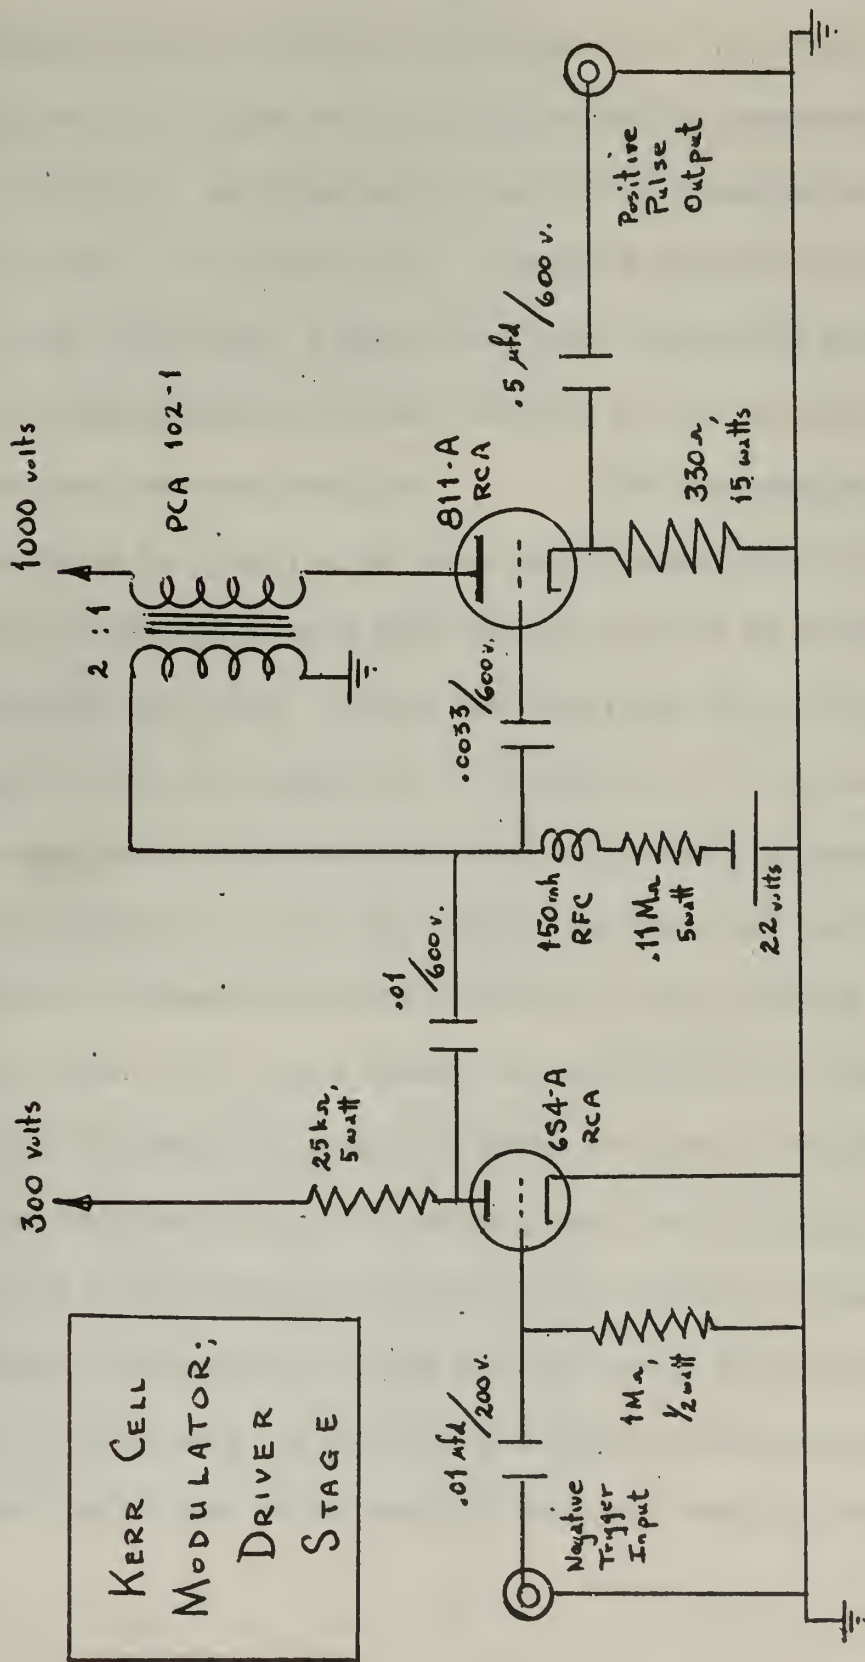 KERR CELL
MODULATOR;
DRIVER
STAGE
300 volts
25 kΩ,
5 watt
.01
/600 v.
6S4-A
RCA
.01 μfd
/200 v.
1 MΩ,
1/2 watt
Negative
Trigger
Input
1000 volts
2 : 1
PCA 102-1
811-A
RCA
.0033
/600 v.
150 mh
RFC
.11 MΩ
5 watt
22 volts
.5 μfd
/600 v.
330 Ω,
15 watts
Positive
Pulse
Output